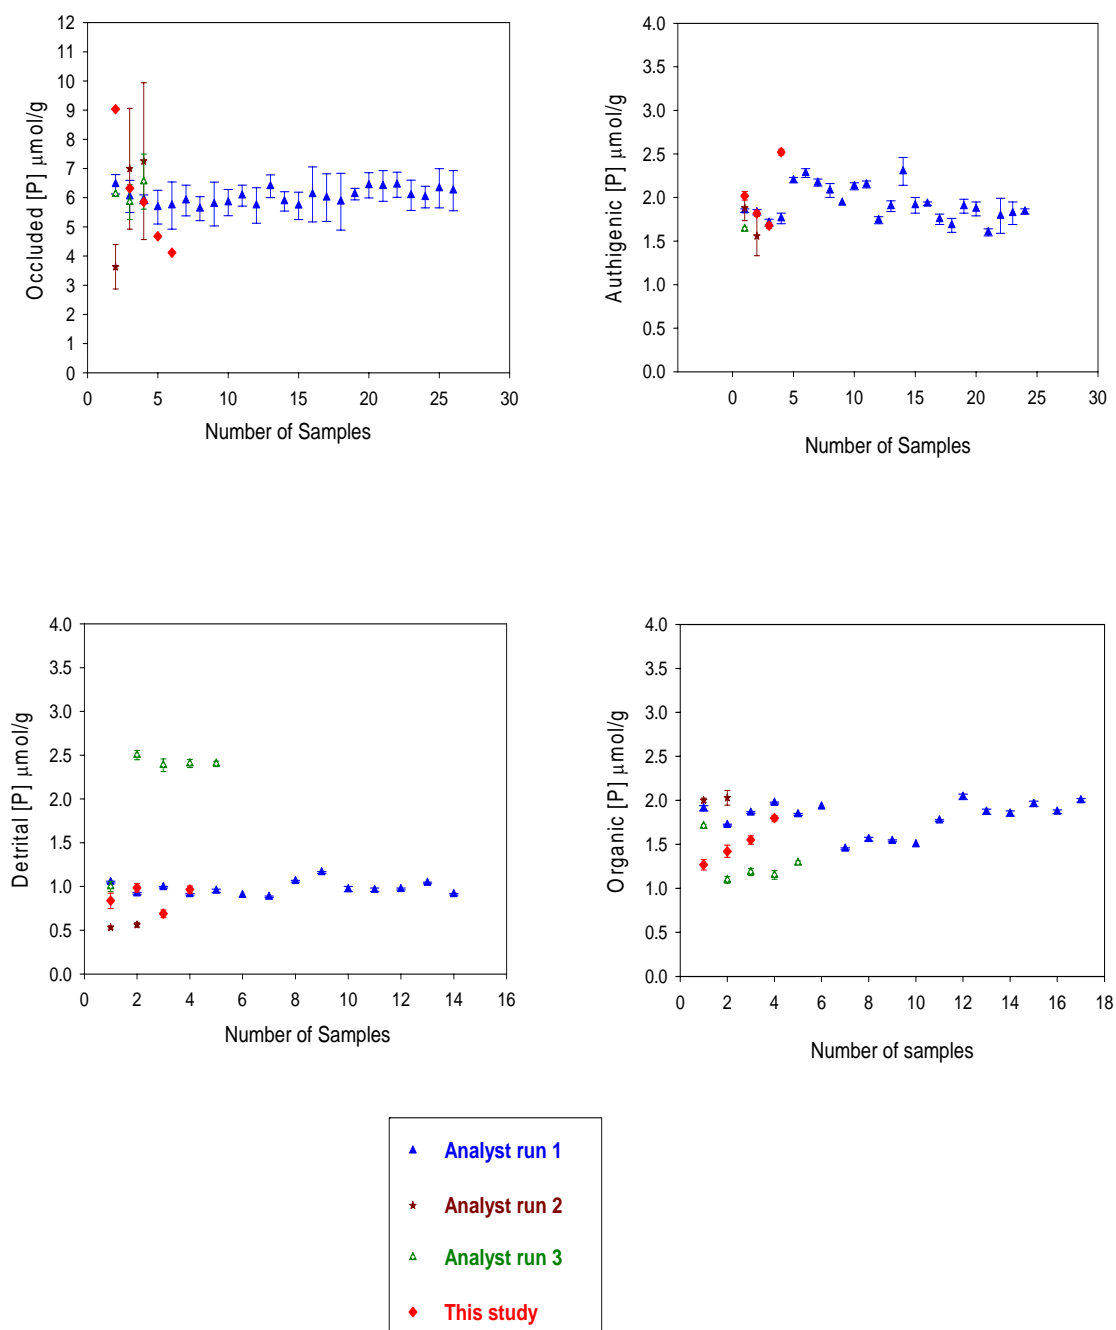 12
11
10
9
8
7
6
5
4
3
2
1
0
Occluded [P] μmol/g
0 5 10 15 20 25 30
Number of Samples
4.0
3.5
3.0
2.5
2.0
1.5
1.0
0.5
0.0
Authigenic [P] μmol/g
0 5 10 15 20 25 30
Number of Samples
4.0
3.5
3.0
2.5
2.0
1.5
1.0
0.5
0.0
Detrital [P] μmol/g
0 2 4 6 8 10 12 14 16
Number of Samples
4.0
3.5
3.0
2.5
2.0
1.5
1.0
0.5
0.0
Organic [P] μmol/g
0 2 4 6 8 10 12 14 16 18
Number of samples
Analyst run 1
Analyst run 2
Analyst run 3
This study